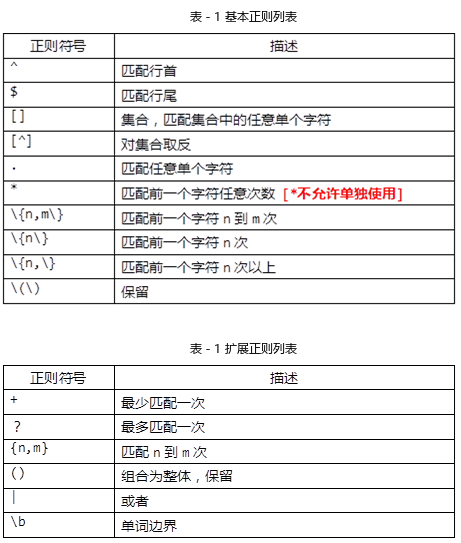 表 - 1 基本正则列表
正则符号 描述
^ 匹配行首
$ 匹配行尾
[] 集合，匹配集合中的任意单个字符
[^] 对集合取反
. 匹配任意单个字符
* 匹配前一个字符任意次数 [*不允许单独使用]
\{n,m\} 匹配前一个字符 n 到 m 次
\{n\} 匹配前一个字符 n 次
\{n,\} 匹配前一个字符 n 次以上
\(\) 保留
表 - 1 扩展正则列表
正则符号 描述
+ 最少匹配一次
? 最多匹配一次
{n,m} 匹配 n 到 m 次
() 组合为整体，保留
| 或者
\b 单词边界